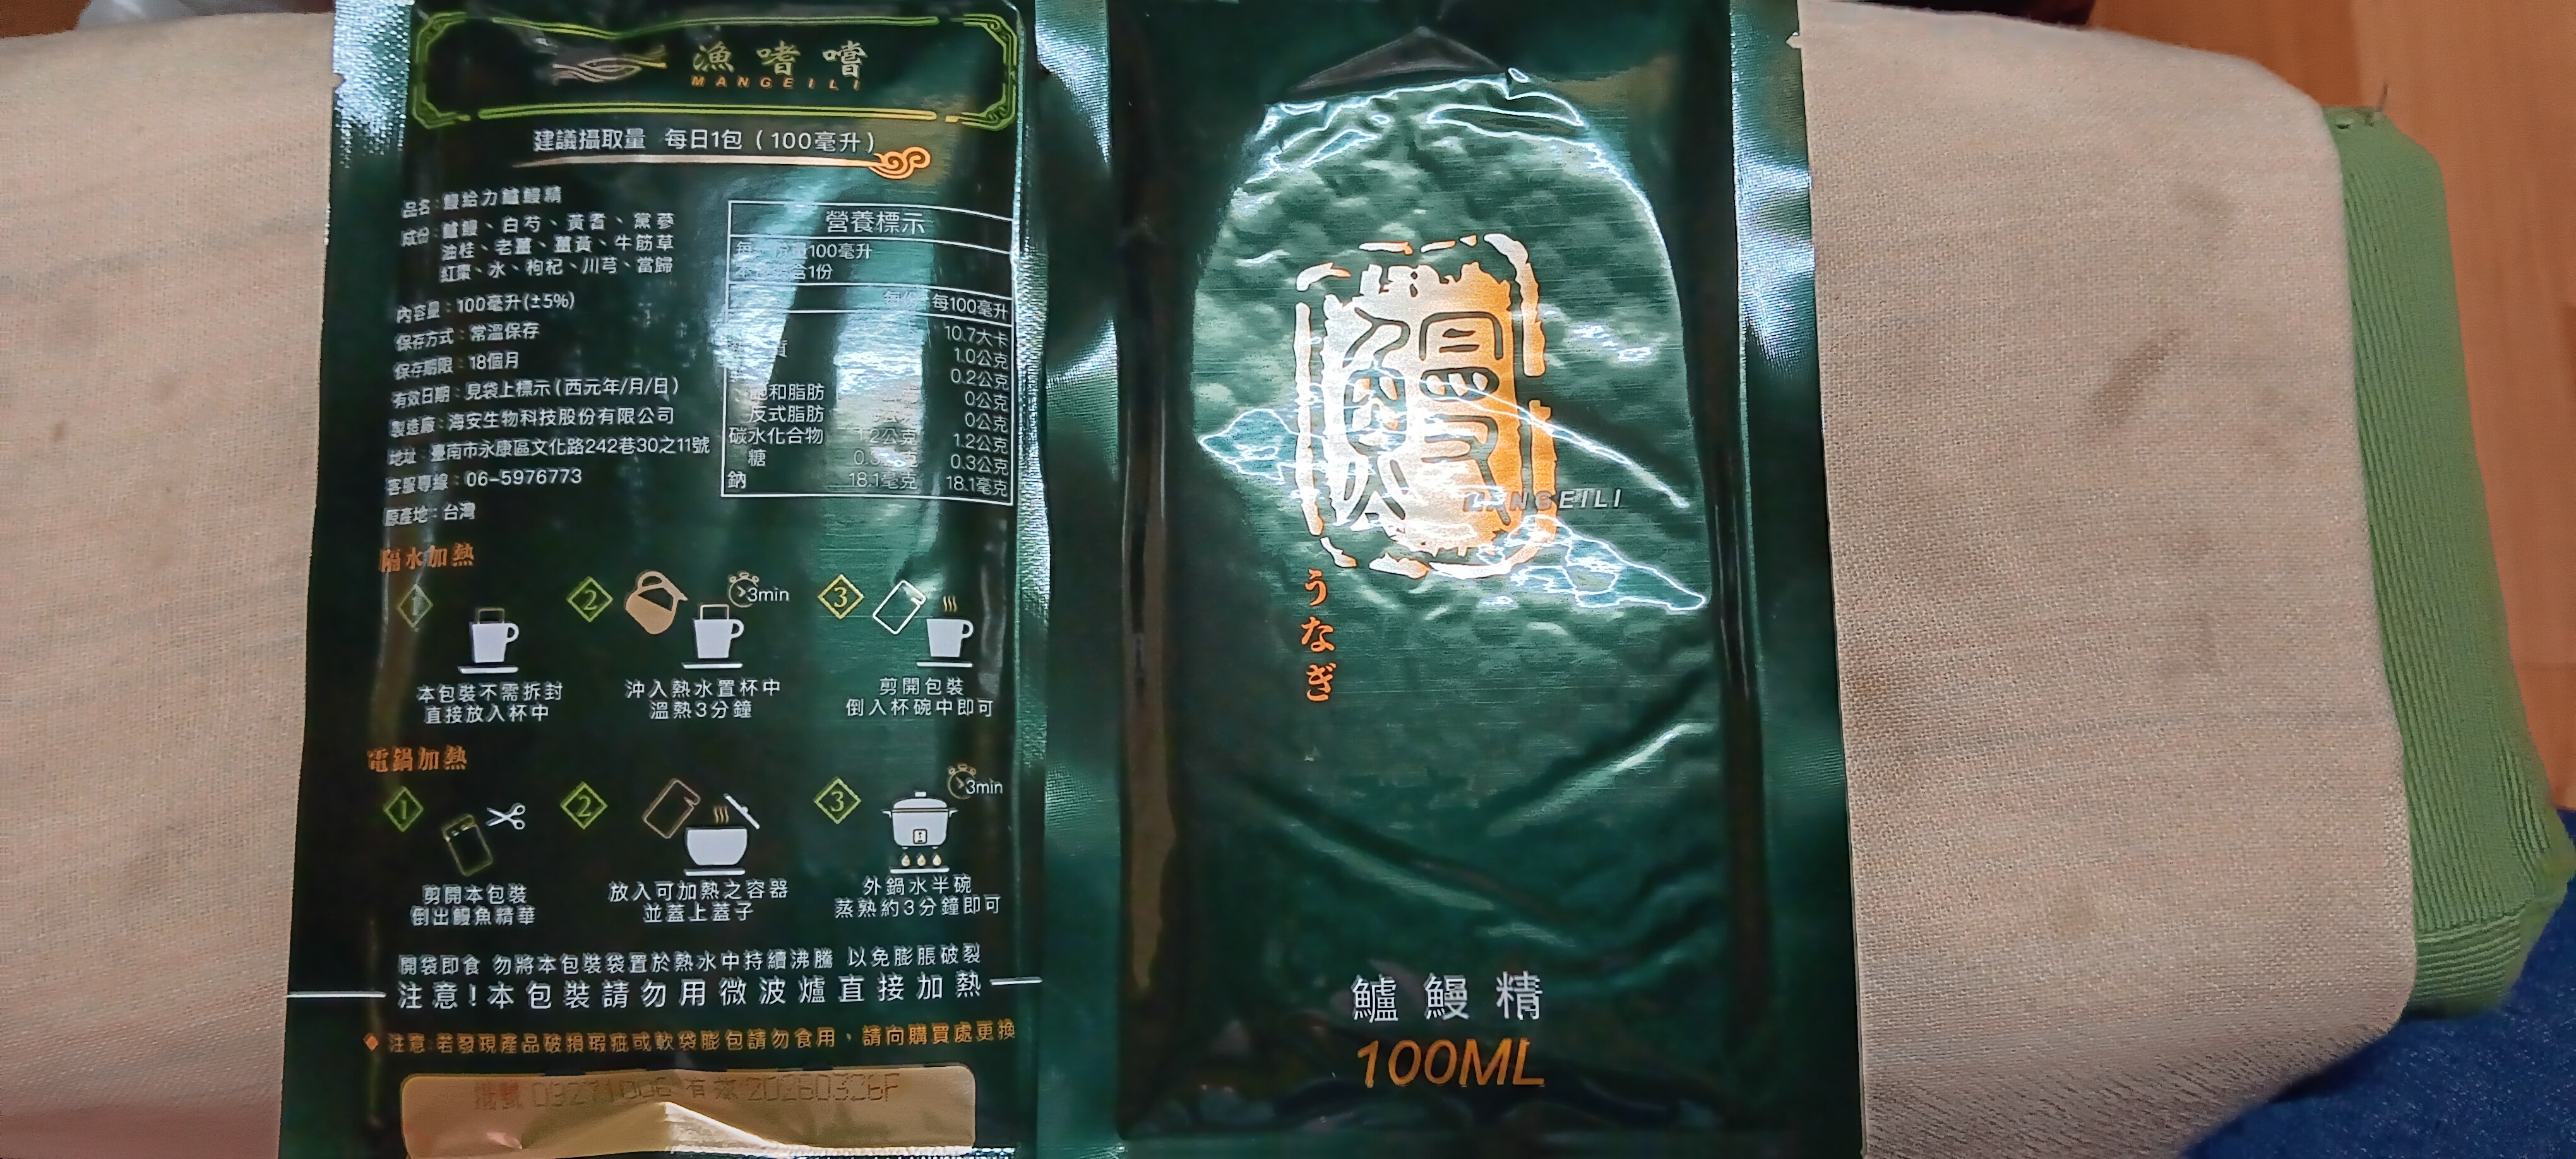 漁嗜嚐
MANGEILI
建議攝取量 每日1包(100毫升)
品名:鰻給力鱸鰻精
成份:鱸鰻、白芍、黃耆、黨蔘
油桂、老薑、薑黃、牛筋草
紅棗、水、枸杞、川芎、當歸
內容量:100毫升(±5%)
保存方式:常溫保存
保存期限:18個月
有效日期:見袋上標示(西元年/月/日)
製造廠:海安生物科技股份有限公司
地址:臺南市永康區文化路242巷30之11號
客服專線:06-5976773
原產地:台灣
營養標示
100毫升
1份
每100毫升
10.7大卡
質 1.0公克
0.2公克
飽和脂肪 0公克
反式脂肪 0公克
碳水化合物 1.2公克 1.2公克
糖 0.3公克
鈉 18.1毫克 18.1毫克
隔水加熱
1
2
3min
3
本包裝不需拆封
直接放入杯中
沖入熱水置杯中
溫熱3分鐘
剪開包裝
倒入杯碗中即可
電鍋加熱
1
2
3
3min
剪開本包裝
倒出鰻魚精華
放入可加熱之容器
並蓋上蓋子
外鍋水半碗
蒸熟約3分鐘即可
開袋即食 勿將本包裝袋置於熱水中持續沸騰 以免膨脹破裂
注意!本包裝請勿用微波爐直接加熱
注意:若發現產品破損瑕疵或軟袋膨包請勿食用,請向購買處更換
批號 有效 20260326F
鰻
うなぎ
鱸鰻精
100ML